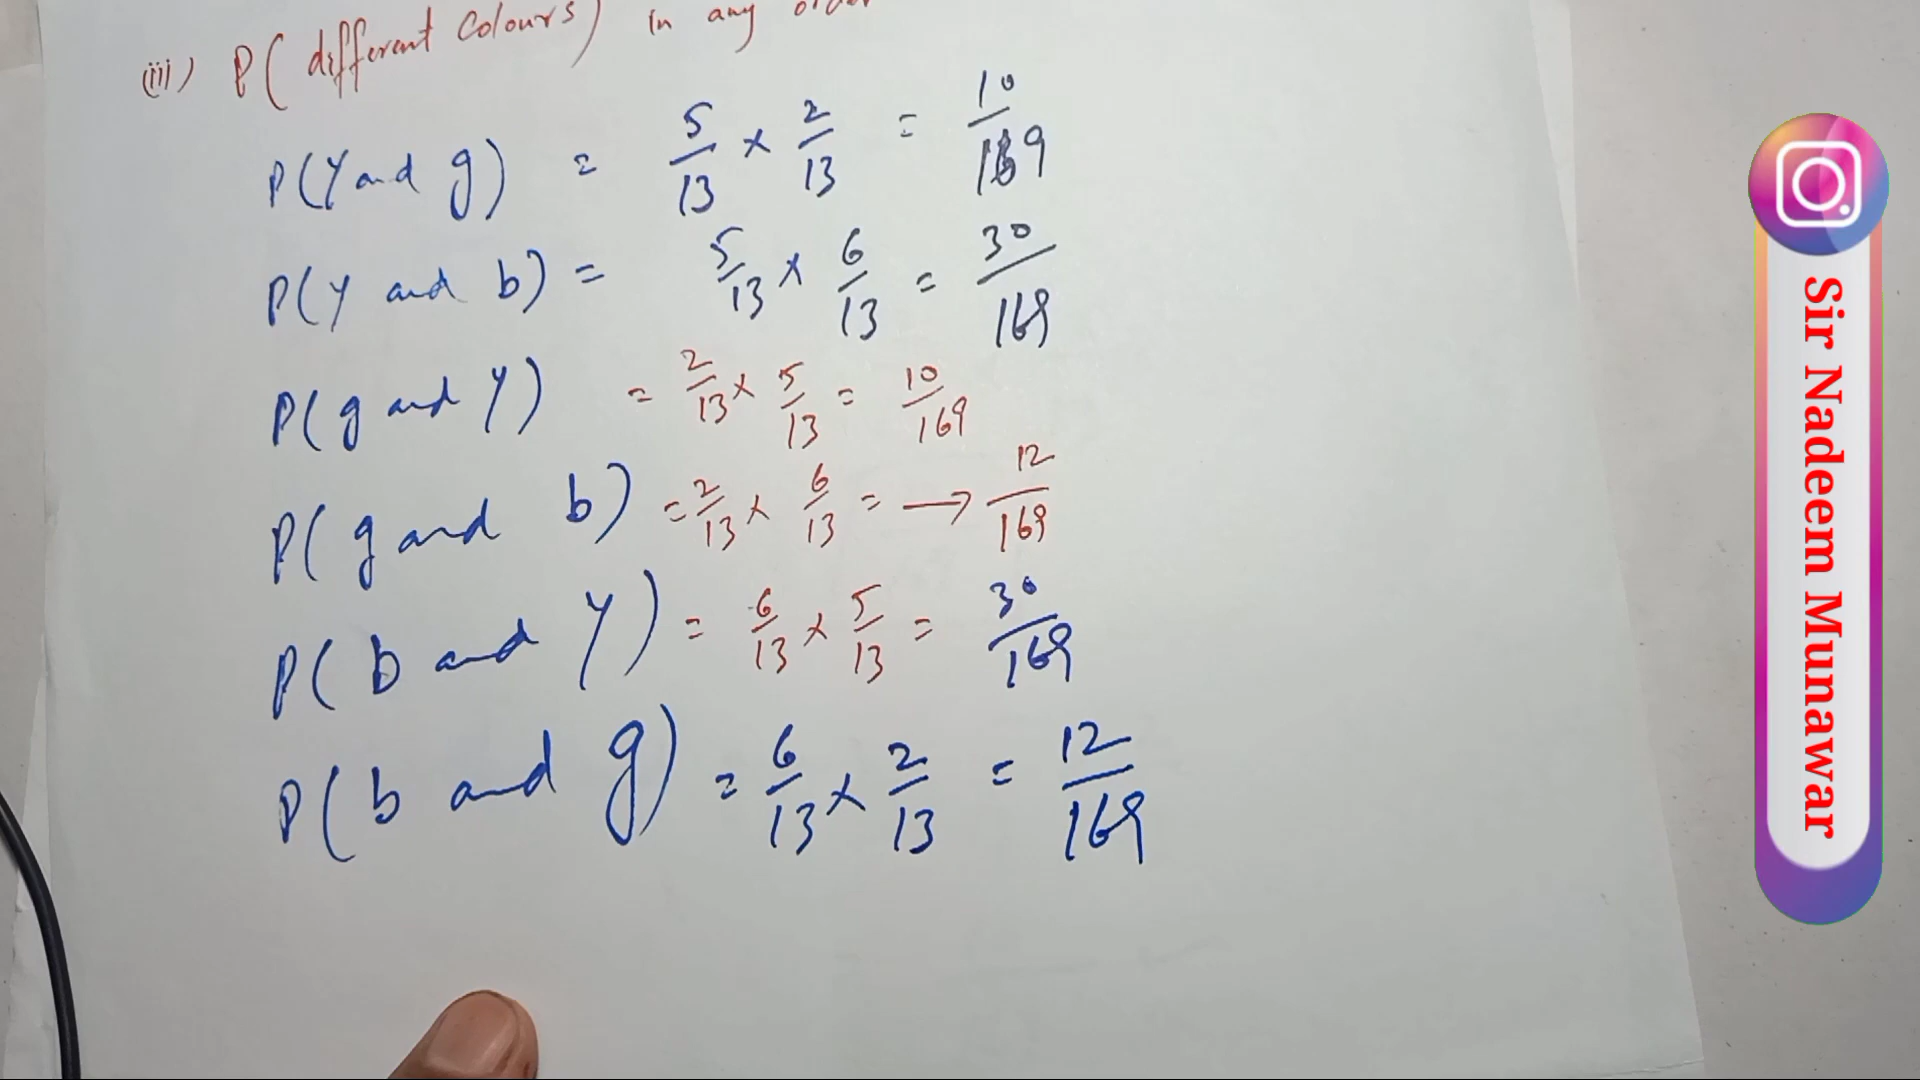 (iii) P( different colours) in any order
P(Y and g) = 5/13 × 2/13 = 10/169
P(Y and b) = 5/13 × 6/13 = 30/169
P(g and Y) = 2/13 × 5/13 = 10/169
P(g and b) = 2/13 × 6/13 = → 12/169
P(b and Y) = 6/13 × 5/13 = 30/169
P(b and g) = 6/13 × 2/13 = 12/169
Sir Nadeem Munawar